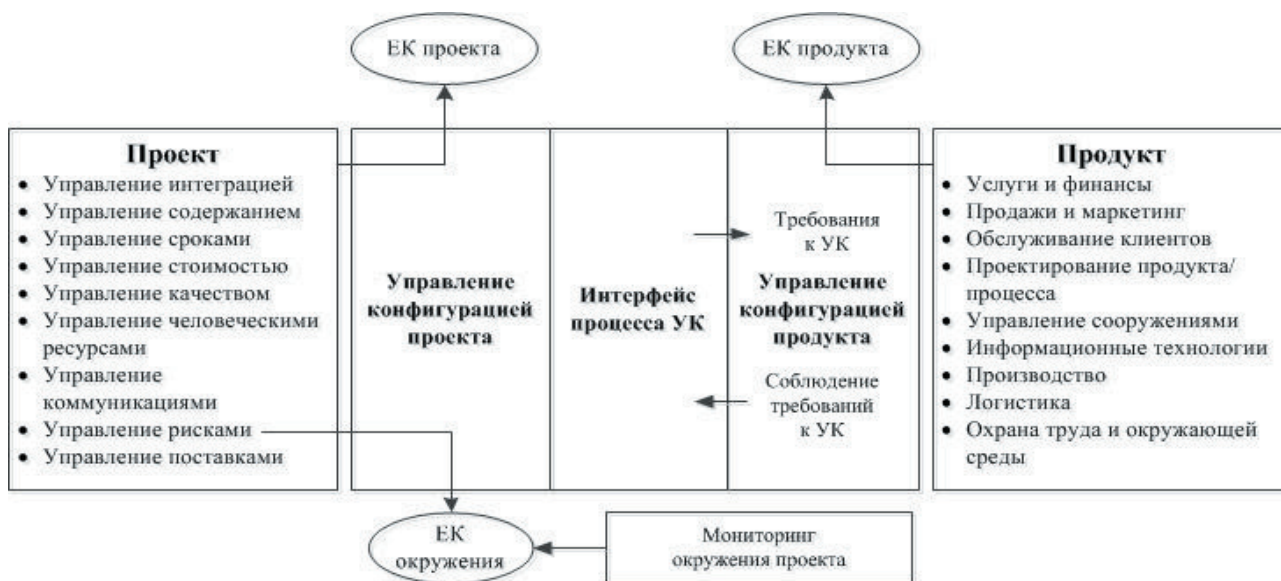 ЕК проекта
ЕК продукта
Проект
• Управление интеграцией
• Управление содержанием
• Управление сроками
• Управление стоимостью
• Управление качеством
• Управление человеческими
ресурсами
• Управление
коммуникациями
• Управление рисками
• Управление поставками
Управление
конфигурацией
проекта
Интерфейс
процесса УК
Требования
к УК
Управление
конфигурацией
продукта
Соблюдение
требований
к УК
Продукт
• Услуги и финансы
• Продажи и маркетинг
• Обслуживание клиентов
• Проектирование продукта/
процесса
• Управление сооружениями
• Информационные технологии
• Производство
• Логистика
• Охрана труда и окружающей
среды
ЕК
окружения
Мониторинг
окружения проекта